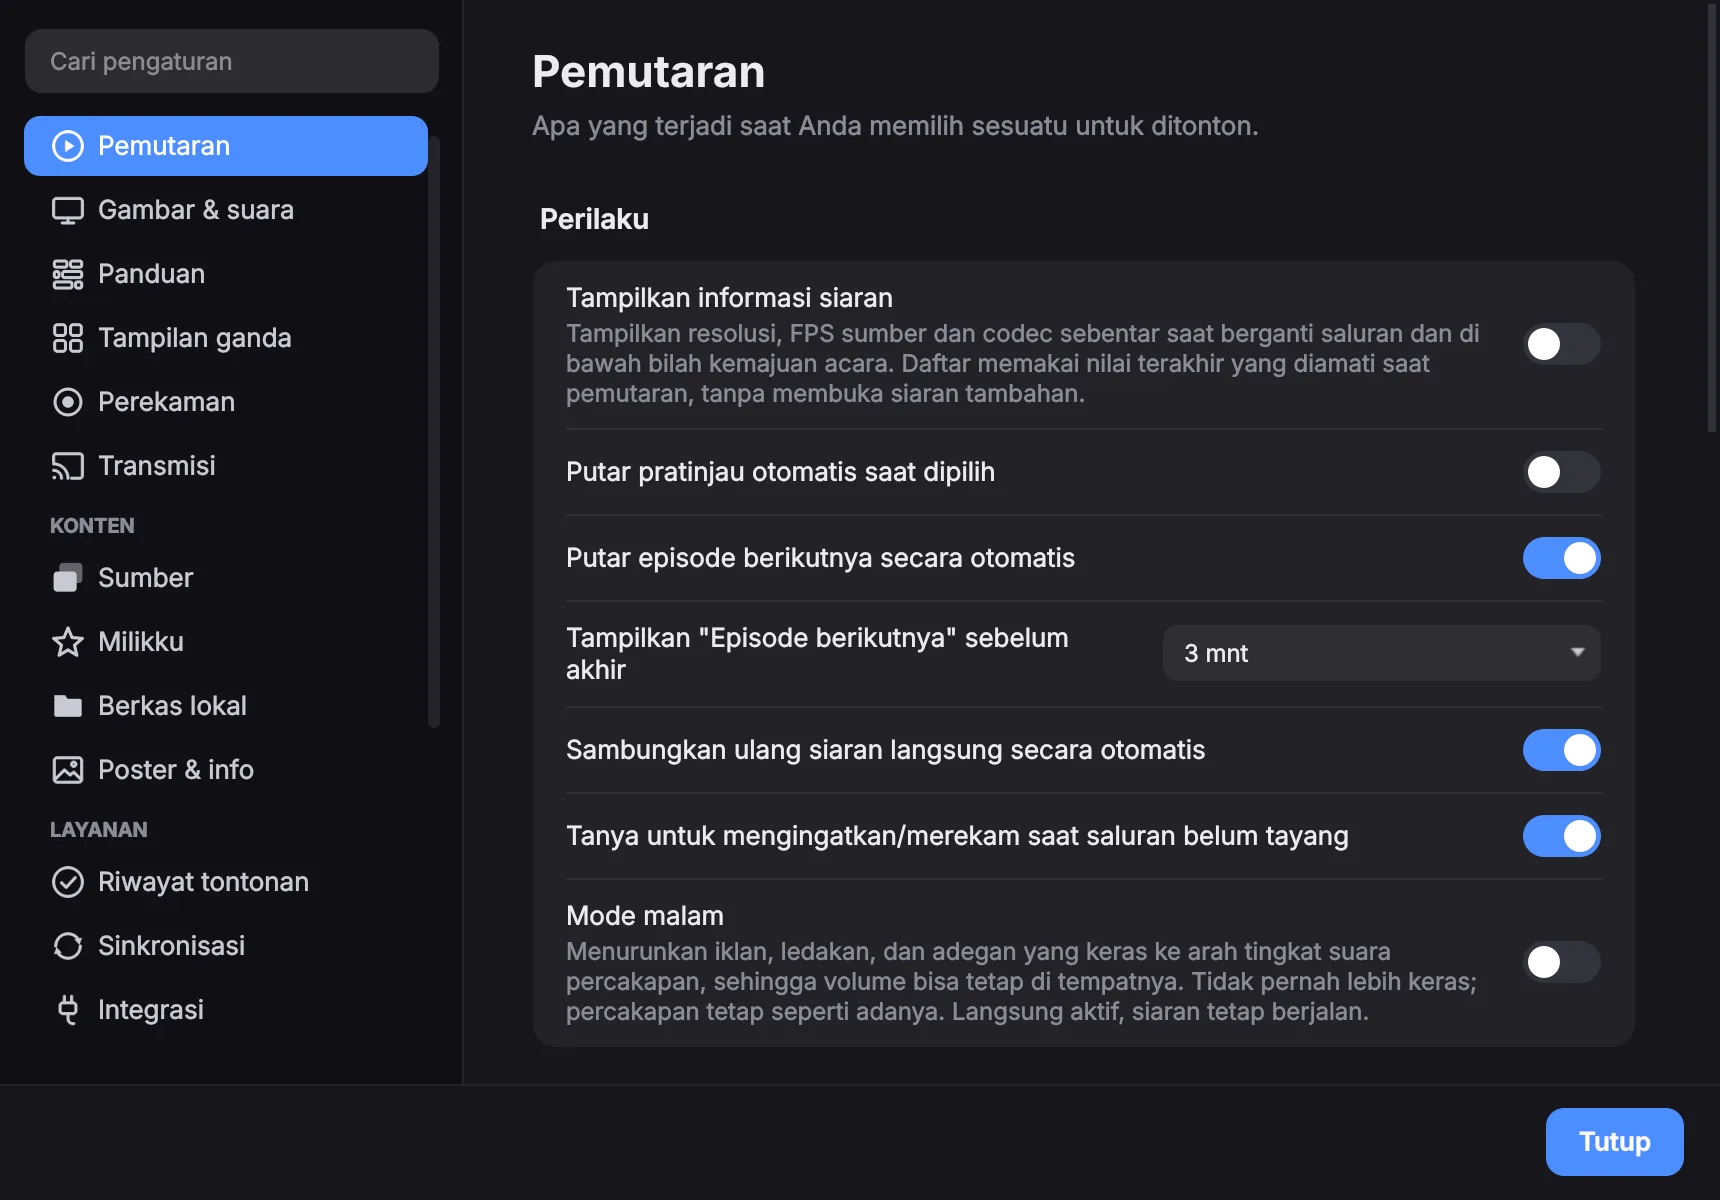 Cari pengaturan
Pemutaran
Gambar & suara
Panduan
Tampilan ganda
Perekaman
Transmisi
KONTEN
Sumber
Milikku
Berkas lokal
Poster & info
LAYANAN
Riwayat tontonan
Sinkronisasi
Integrasi
Pemutaran
Apa yang terjadi saat Anda memilih sesuatu untuk ditonton.
Perilaku
Tampilkan informasi siaran
Tampilkan resolusi, FPS sumber dan codec sebentar saat berganti saluran dan di
bawah bilah kemajuan acara. Daftar memakai nilai terakhir yang diamati saat
pemutaran, tanpa membuka siaran tambahan.
Putar pratinjau otomatis saat dipilih
Putar episode berikutnya secara otomatis
Tampilkan "Episode berikutnya" sebelum
akhir
3 mnt
Sambungkan ulang siaran langsung secara otomatis
Tanya untuk mengingatkan/merekam saat saluran belum tayang
Mode malam
Menurunkan iklan, ledakan, dan adegan yang keras ke arah tingkat suara
percakapan, sehingga volume bisa tetap di tempatnya. Tidak pernah lebih keras;
percakapan tetap seperti adanya. Langsung aktif, siaran tetap berjalan.
Tutup